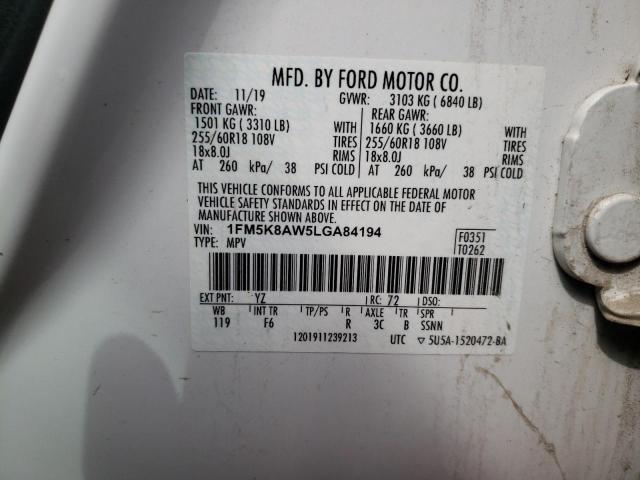 MFD. BY FORD MOTOR CO.
DATE: 11/19 GVWR: 3103 KG ( 6840 LB)
FRONT GAWR: REAR GAWR:
1501 KG ( 3310 LB) WITH 1660 KG ( 3660 LB) WITH
255/60R18 108V TIRES 255/60R18 108V TIRES
18x8.0J RIMS 18x8.0J RIMS
AT 260 kPa/ 38 PSI COLD AT 260 kPa/ 38 PSI COLD
THIS VEHICLE CONFORMS TO ALL APPLICABLE FEDERAL MOTOR
VEHICLE SAFETY STANDARDS IN EFFECT ON THE DATE OF
MANUFACTURE SHOWN ABOVE.
VIN: 1FM5K8AW5LGA84194 F0351
TYPE: MPV T0262
EXT PNT: YZ RC: 72 DSO:
WB INT TR TP/PS R AXLE TR SPR
119 F6 R 3C B SSNN
1201911239213 UTC ▽ 5U5A-1520472-BA